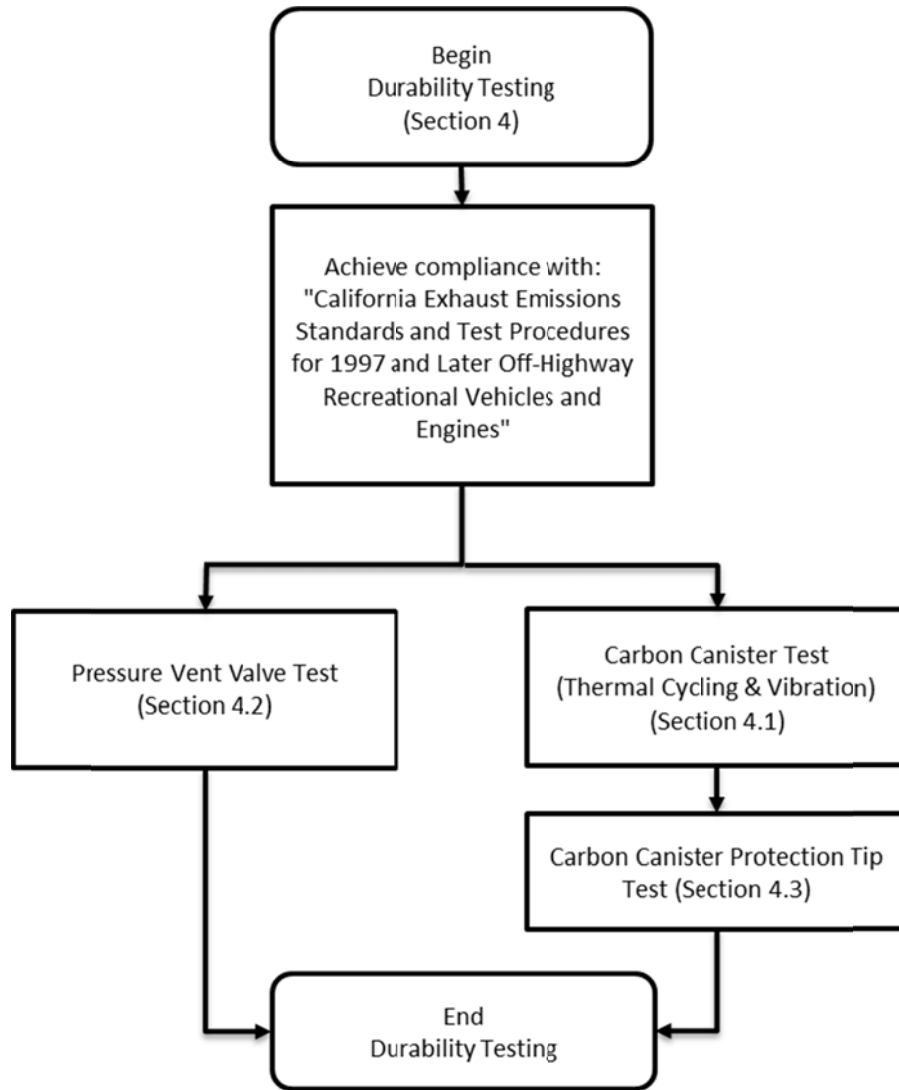 Begin
Durability Testing
(Section 4)
Achieve compliance with:
"California Exhaust Emissions
Standards and Test Procedures
for 1997 and Later Off-Highway
Recreational Vehicles and
Engines"
Pressure Vent Valve Test
(Section 4.2)
Carbon Canister Test
(Thermal Cycling & Vibration)
(Section 4.1)
Carbon Canister Protection Tip
Test (Section 4.3)
End
Durability Testing